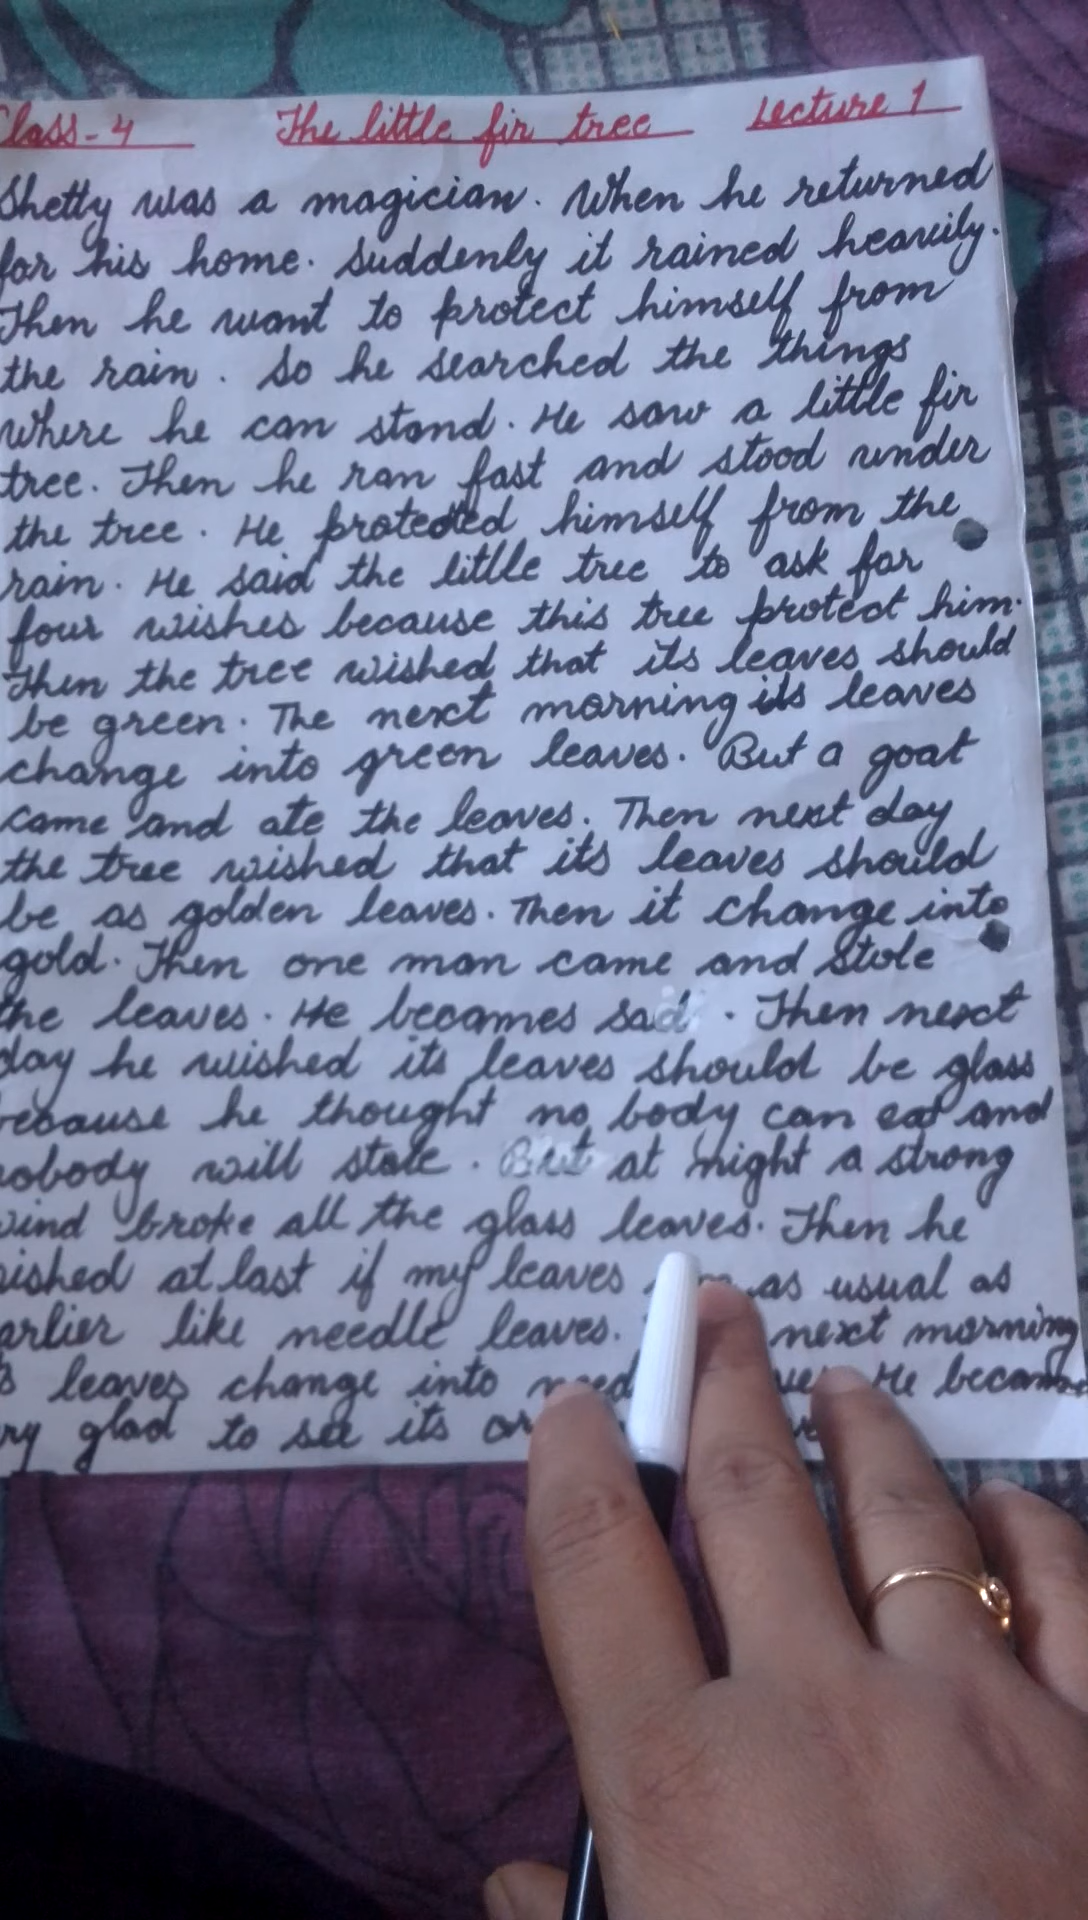 Class-4 The little fir tree Lecture 1
Shetty was a magician. When he returned
for his home. Suddenly it rained heavily.
Then he want to protect himself from
the rain. So he searched the things
where he can stand. He saw a little fir
tree. Then he ran fast and stood under
the tree. He protected himself from the
rain. He said the little tree to ask for
four wishes because this tree protect him.
Then the tree wished that its leaves should
be green. The next morning its leaves
change into green leaves. But a goat
came and ate the leaves. Then next day
the tree wished that its leaves should
be as golden leaves. Then it change into
gold. Then one man came and stole
the leaves. He becomes sad. Then next
day he wished its leaves should be glass
because he thought no body can eat and
nobody will stole. But at night a strong
wind broke all the glass leaves. Then he
wished at last if my leaves as usual as
earlier like needle leaves. next morning
leaves change into He became
very glad to see its